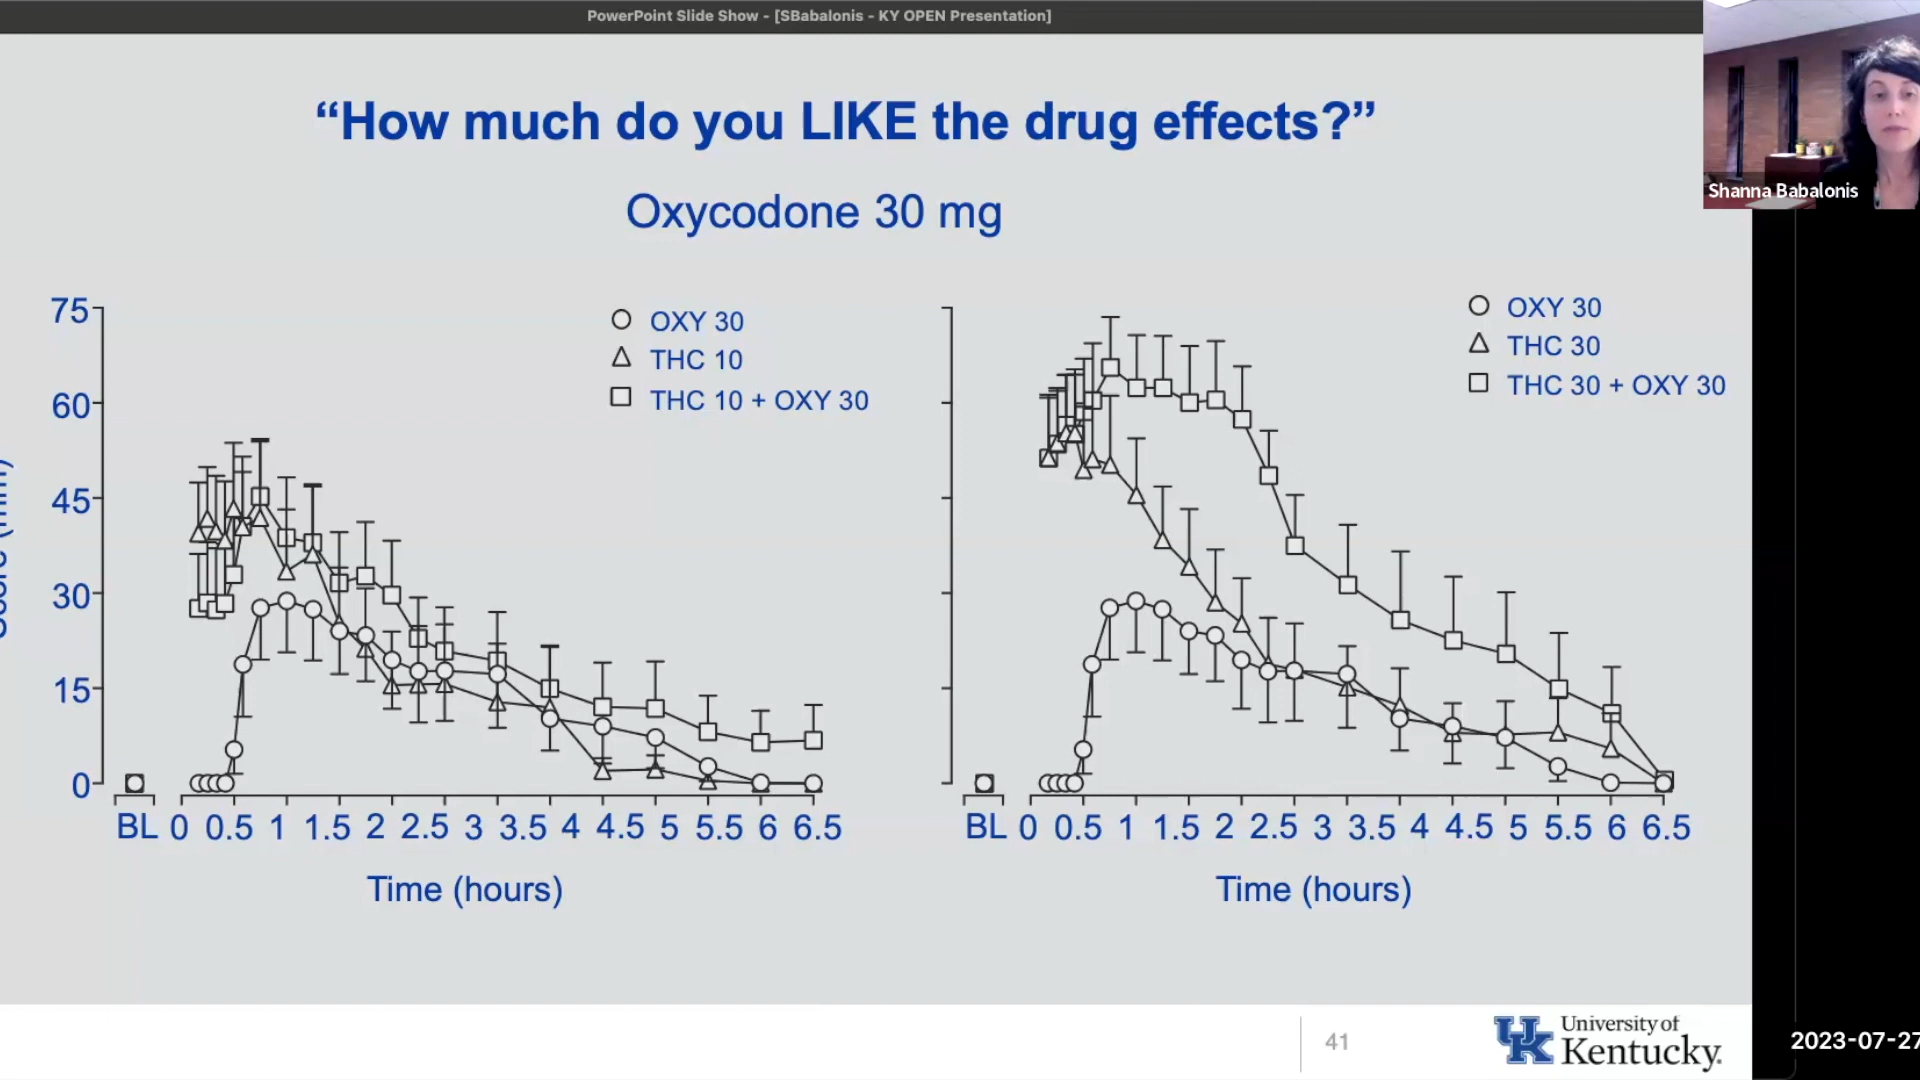 PowerPoint Slide Show - [SBabalonis - KY OPEN Presentation]
Shanna Babalonis
“How much do you LIKE the drug effects?”
Oxycodone 30 mg
75
60
45
30
15
0
OXY 30
THC 10
THC 10 + OXY 30
BL 0 0.5 1 1.5 2 2.5 3 3.5 4 4.5 5 5.5 6 6.5
Time (hours)
OXY 30
THC 30
THC 30 + OXY 30
BL 0 0.5 1 1.5 2 2.5 3 3.5 4 4.5 5 5.5 6 6.5
Time (hours)
41
UK
University of
Kentucky.
2023-07-27